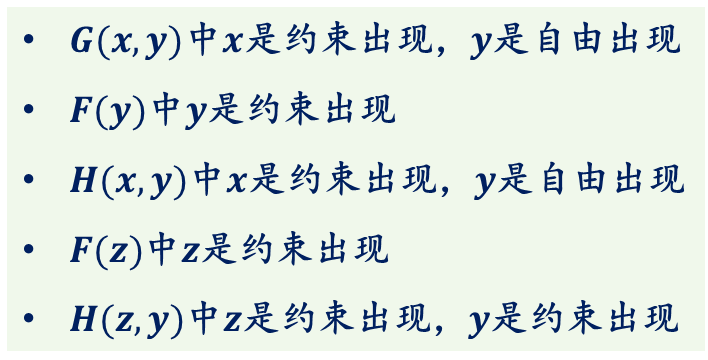 • G(x,y)中x是约束出现，y是自由出现
• F(y)中y是约束出现
• H(x,y)中x是约束出现，y是自由出现
• F(z)中z是约束出现
• H(z,y)中z是约束出现，y是约束出现